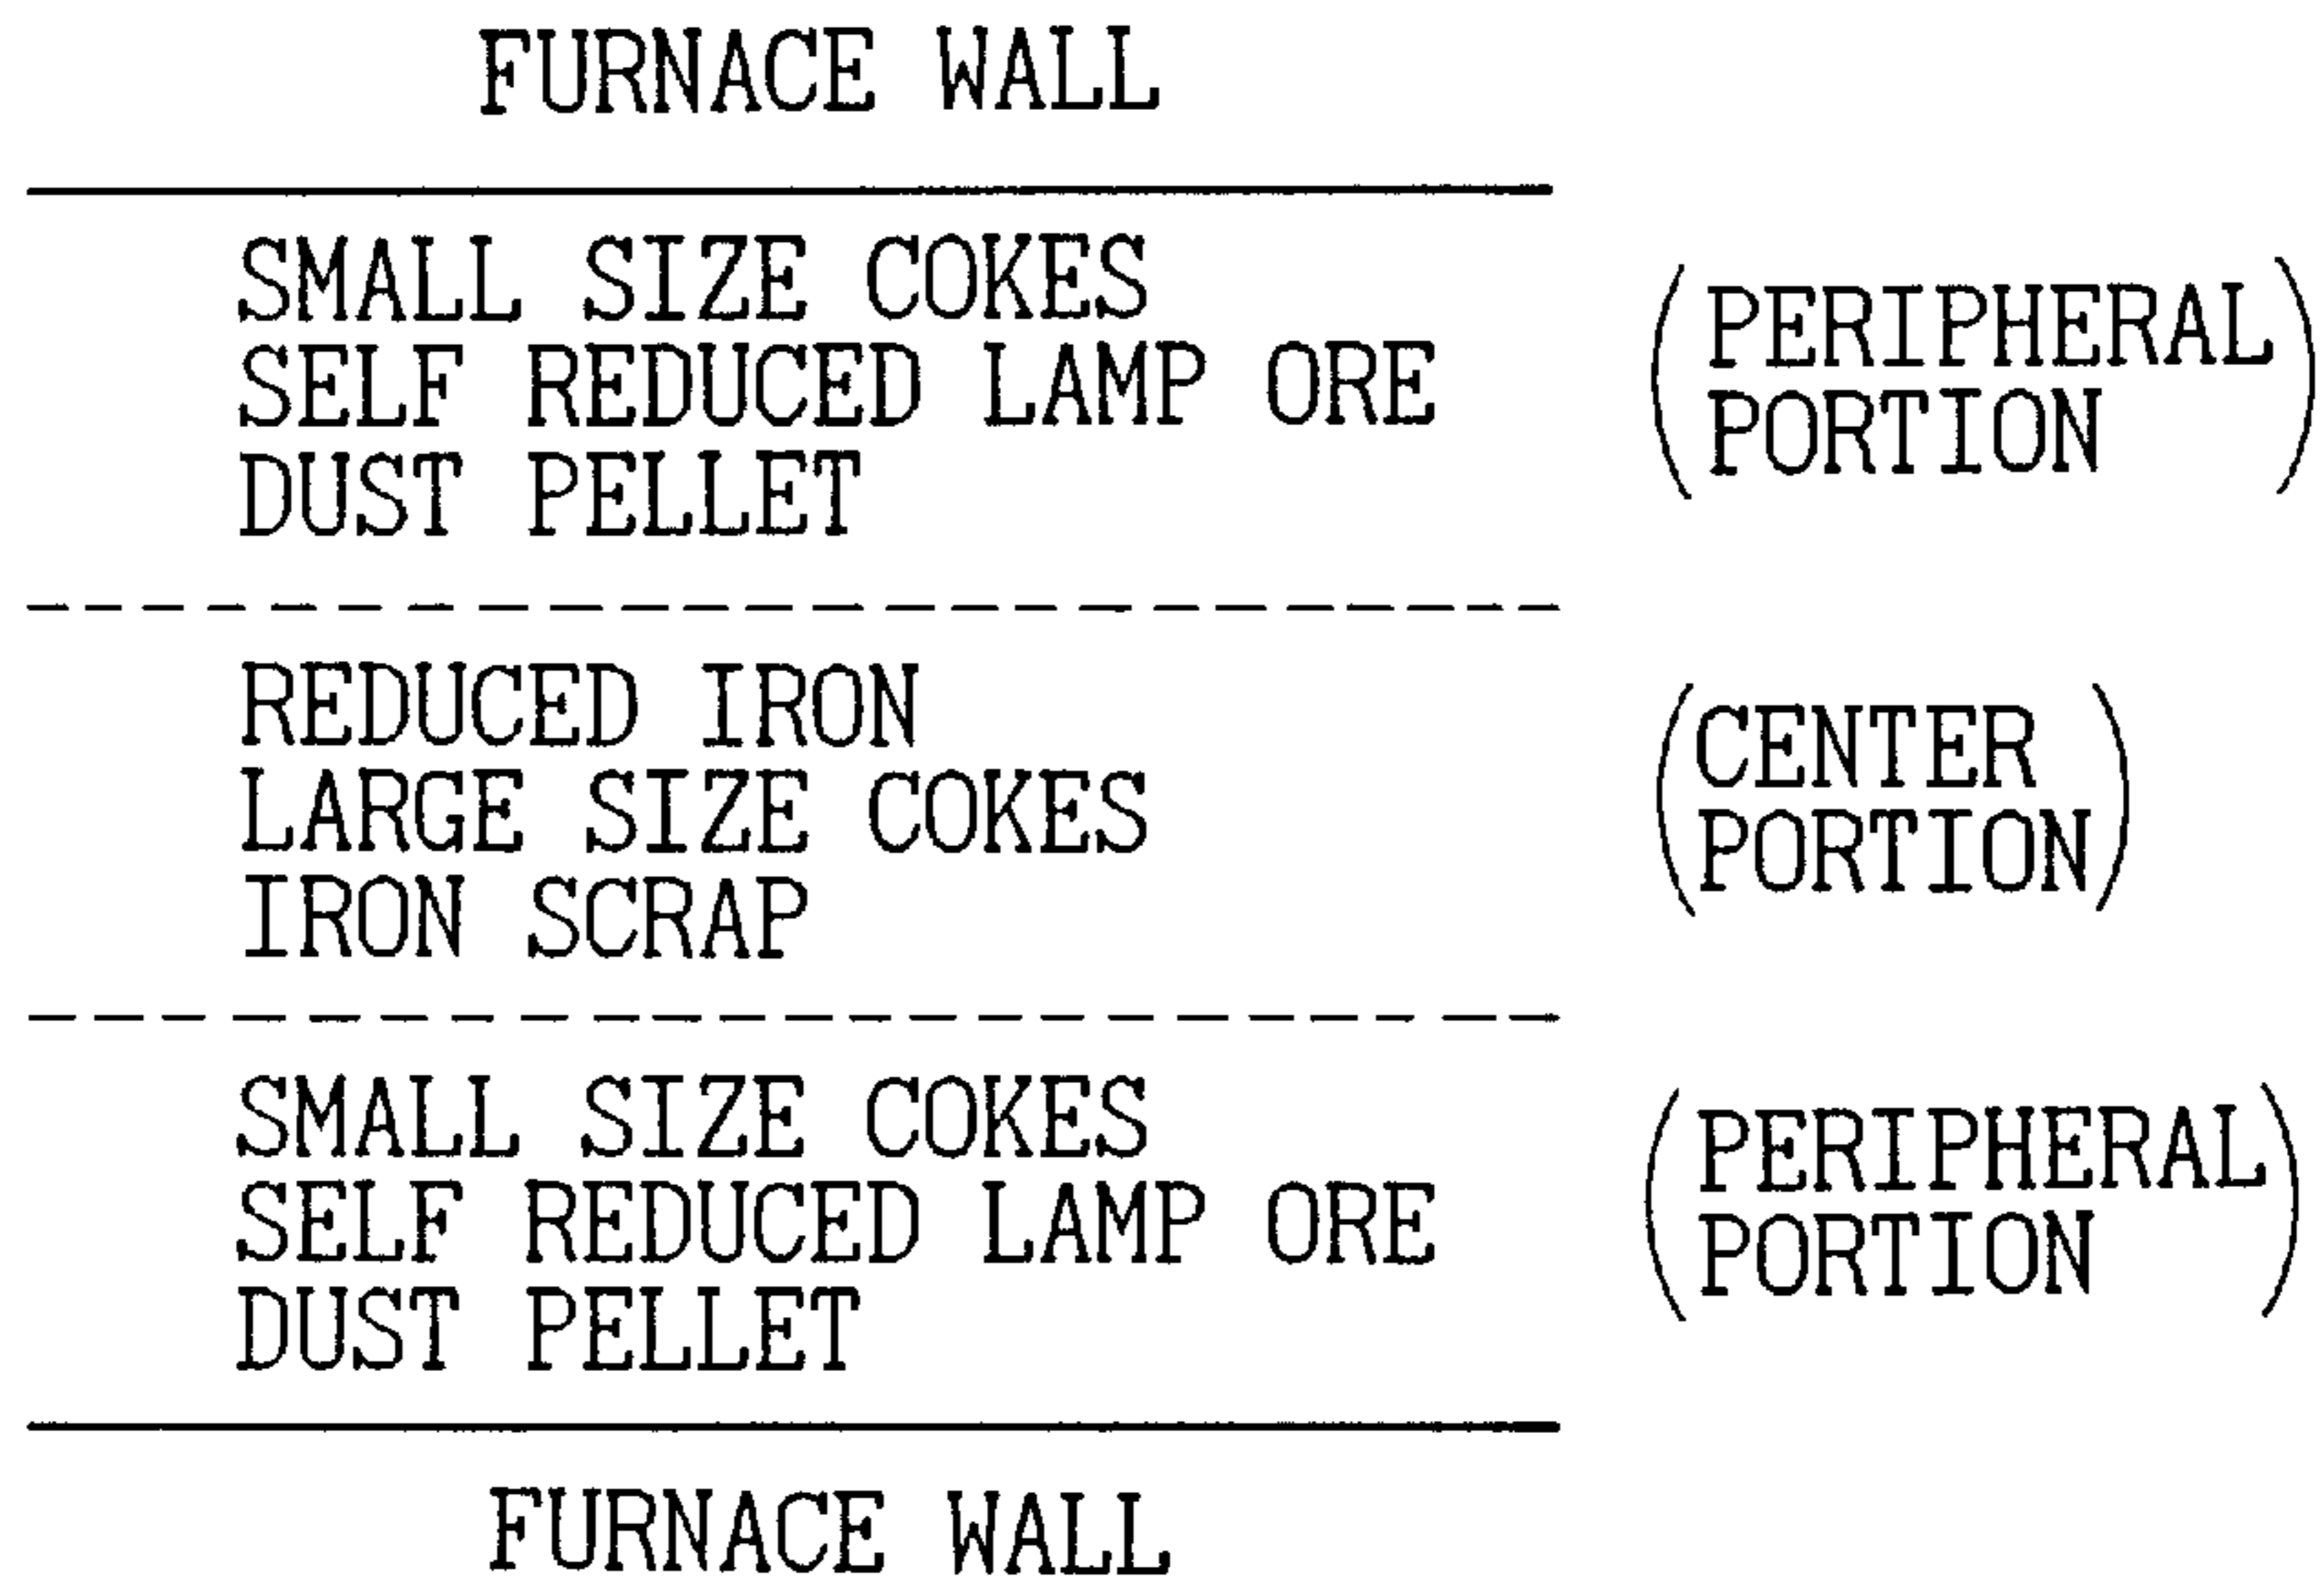 FURNACE WALL
SMALL SIZE COKES
SELF REDUCED LAMP ORE
DUST PELLET
(PERIPHERAL
PORTION)
REDUCED IRON
LARGE SIZE COKES
IRON SCRAP
(CENTER
PORTION)
SMALL SIZE COKES
SELF REDUCED LAMP ORE
DUST PELLET
(PERIPHERAL
PORTION)
FURNACE WALL